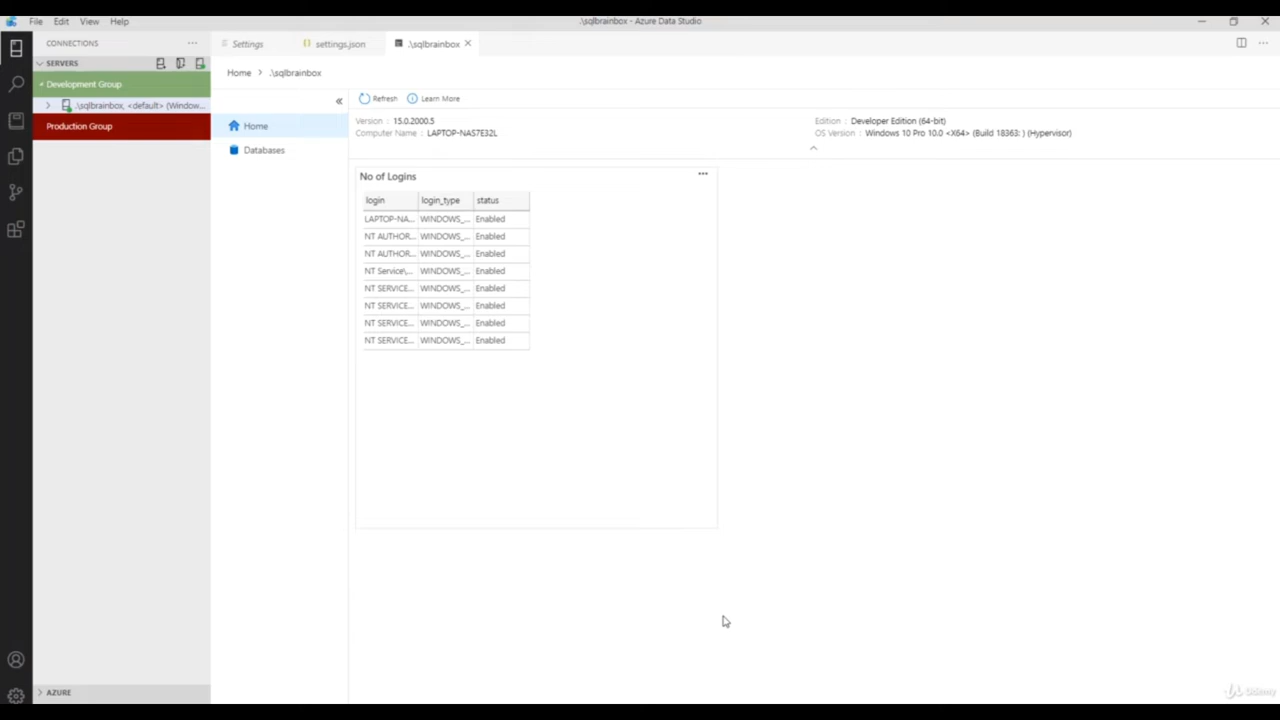 File Edit View Help
.\sqlbrainbox - Azure Data Studio
CONNECTIONS
Settings
settings.json
.\sqlbrainbox
SERVERS
Development Group
.\sqlbrainbox, <default> (Window...
Production Group
Home
.\sqlbrainbox
Refresh
Learn More
Home
Databases
Version : 15.0.2000.5
Computer Name : LAPTOP-NAS7E32L
Edition : Developer Edition (64-bit)
OS Version : Windows 10 Pro 10.0 <X64> (Build 18363: ) (Hypervisor)
No of Logins
login login_type status
LAPTOP-NA... WINDOWS_... Enabled
NT AUTHOR... WINDOWS_... Enabled
NT AUTHOR... WINDOWS_... Enabled
NT Service\... WINDOWS_... Enabled
NT SERVICE... WINDOWS_... Enabled
NT SERVICE... WINDOWS_... Enabled
NT SERVICE... WINDOWS_... Enabled
NT SERVICE... WINDOWS_... Enabled
AZURE
Udemy